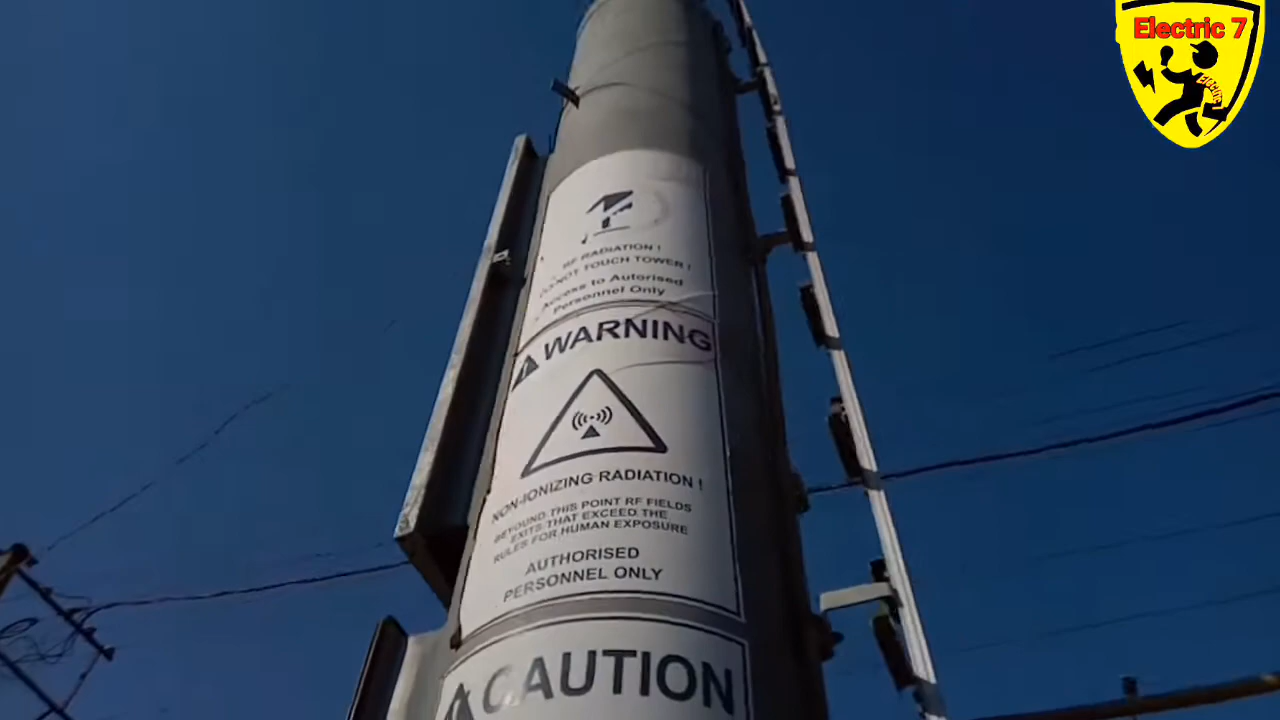 Electric 7
RF RADIATION !
DO NOT TOUCH TOWER !
Access to Autorised
Personnel Only
WARNING
NON-IONIZING RADIATION !
BEYOUND THIS POINT RF FIELDS
EXITS THAT EXCEED THE
RULES FOR HUMAN EXPOSURE
AUTHORISED
PERSONNEL ONLY
CAUTION